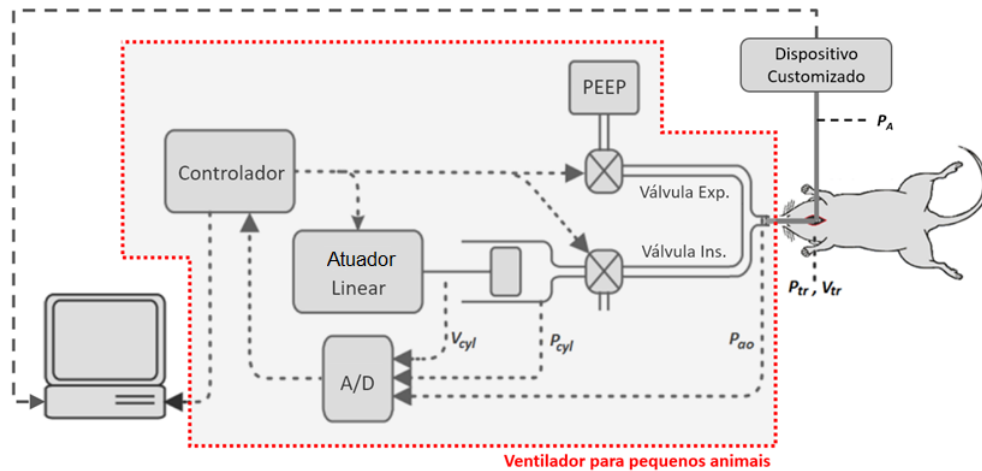 Dispositivo
Customizado
PEEP
P_A
Controlador
Válvula Exp.
Válvula Ins.
Atuador
Linear
P_tr , V_tr
V_cyl
P_cyl
P_ao
A/D
Ventilador para pequenos animais